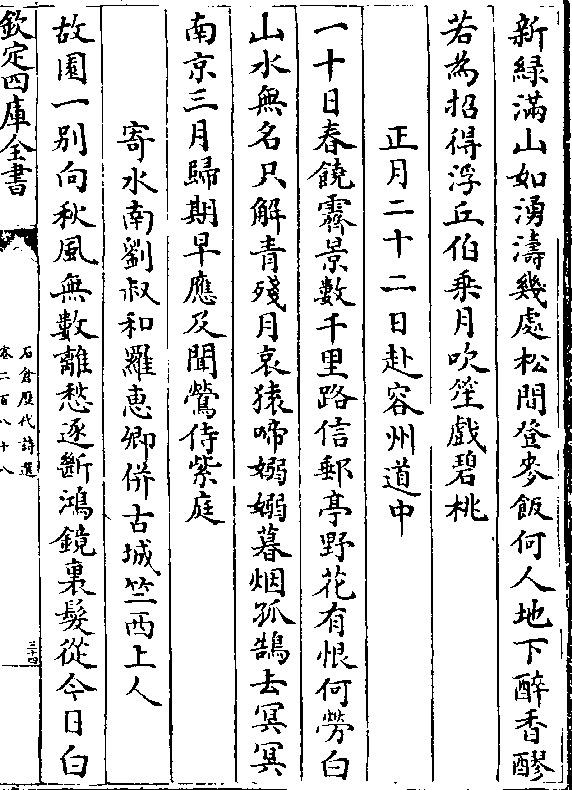 新綠滿山如湧濤幾處松間登麥飯何人地下醉香醪
若為招得浮丘伯乗月吹笙戲碧桃
正月二十二日赴容州道中
一十日春饒霽景數千里路信郵亭野花有恨何勞白
山水無名只解青殘月哀猿啼嫋嫋暮烟孤鵠去冥冥
南京三月歸期早應及聞鶯侍紫庭
寄水南劉叔和羅惠卿併古城竺西上人
故園一别向秋風無數離愁逐斷鴻鏡裏髮從今日白
欽定四庫全書
石倉歷代詩選
卷二百八十八
三十四